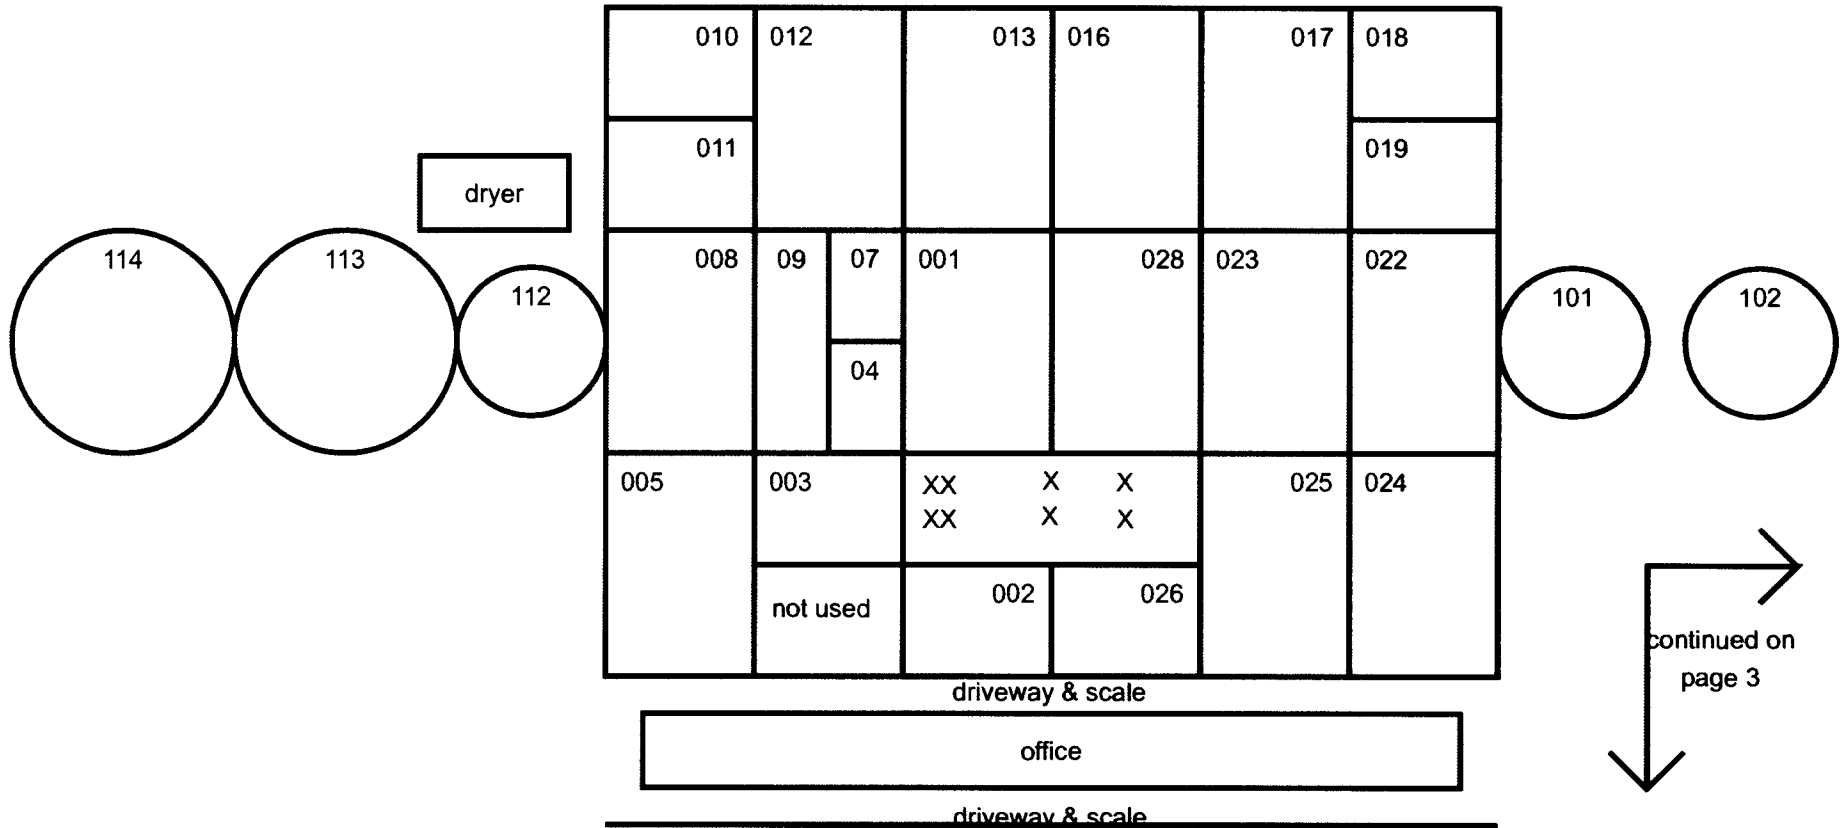 010 012 013 016 017 018
011 019
dryer
114 113 112 008 09 07 001 028 023 022 101 102
04
005 003 XX X X 025 024
XX X X
not used 002 026
continued on
page 3
driveway & scale
office
driveway & scale